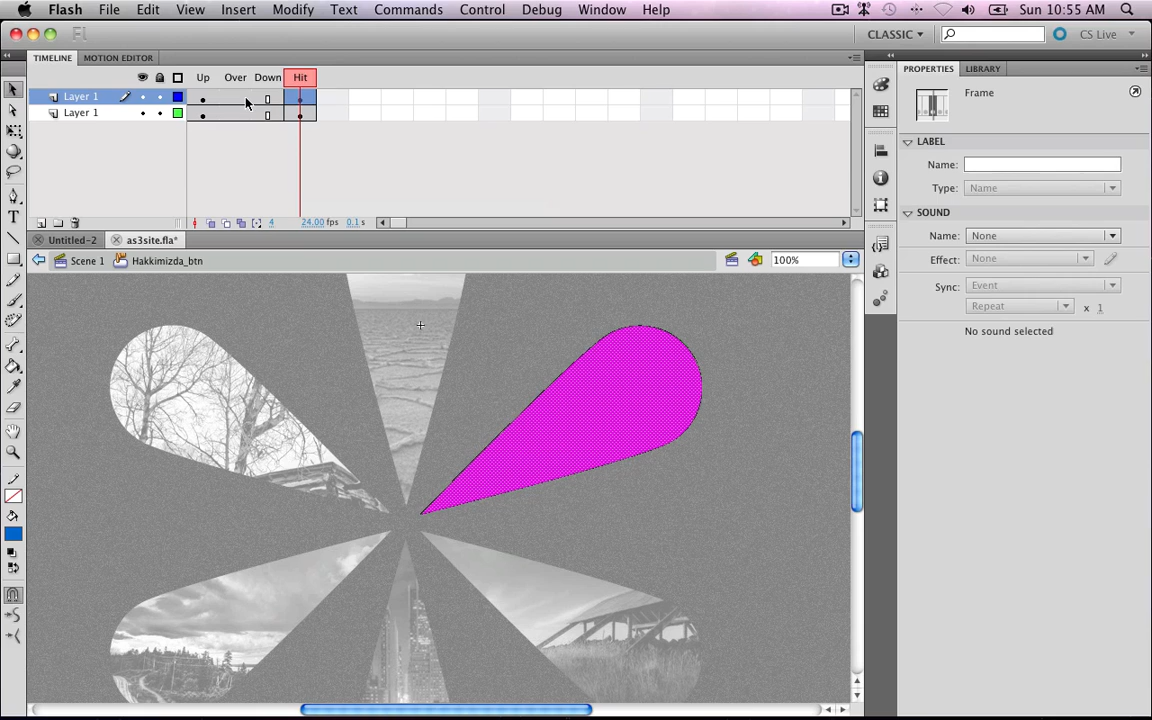 Flash File Edit View Insert Modify Text Commands Control Debug Window Help Sun 10:55 AM
Fl CLASSIC CS Live
TIMELINE MOTION EDITOR
Up Over Down Hit
Layer 1
Layer 1
4 24.00 fps 0.1 s
Untitled-2 as3site.fla*
Scene 1 Hakkimizda_btn 100%
PROPERTIES LIBRARY
Frame
LABEL
Name:
Type: Name
SOUND
Name: None
Effect: None
Sync: Event
Repeat x 1
No sound selected